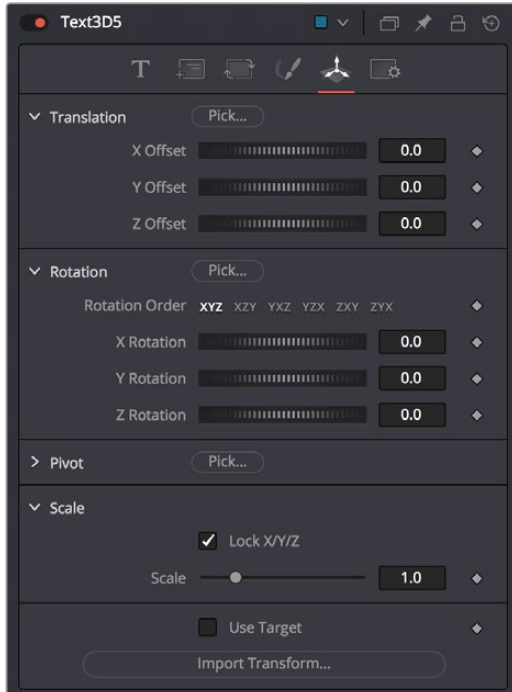 Text3D5
T
Translation Pick...
X Offset 0.0
Y Offset 0.0
Z Offset 0.0
Rotation Pick...
Rotation Order XYZ XZY YXZ YZX ZXY ZYX
X Rotation 0.0
Y Rotation 0.0
Z Rotation 0.0
Pivot Pick...
Scale
Lock X/Y/Z
Scale 1.0
Use Target
Import Transform...